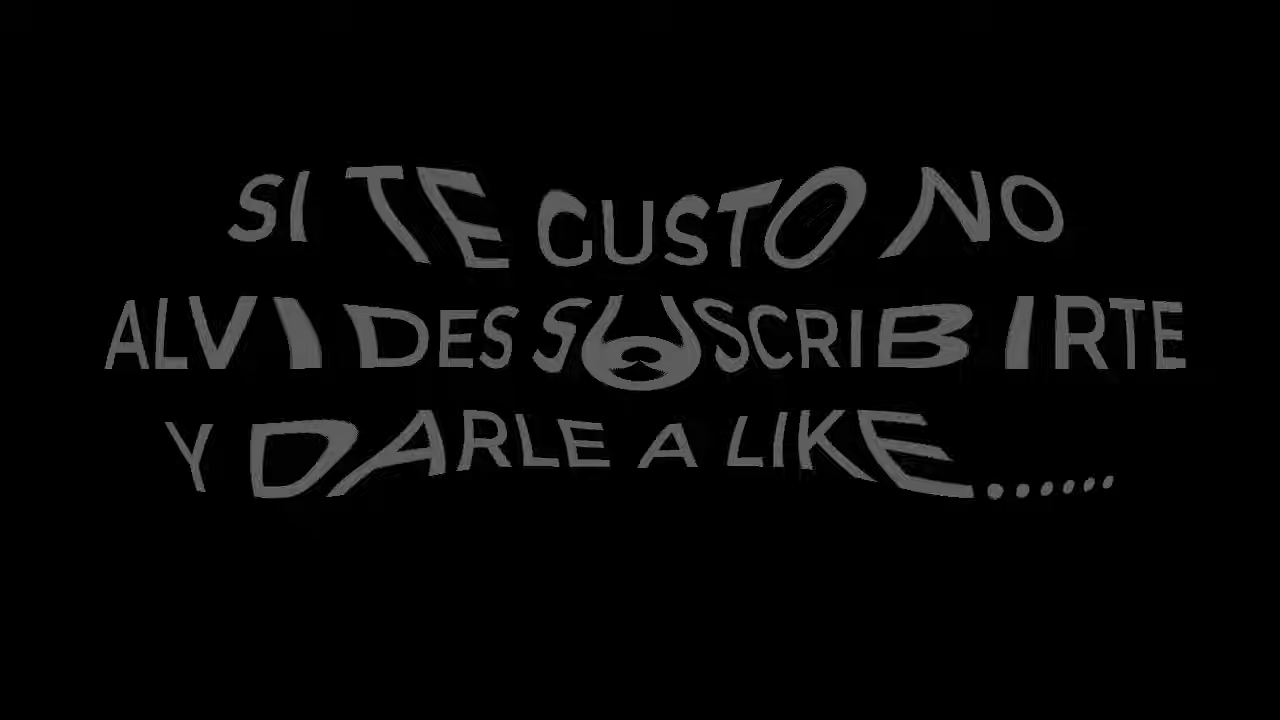 SI TE GUSTO NO
ALVIDES SUSCRIBIRTE
Y DARLE A LIKE......